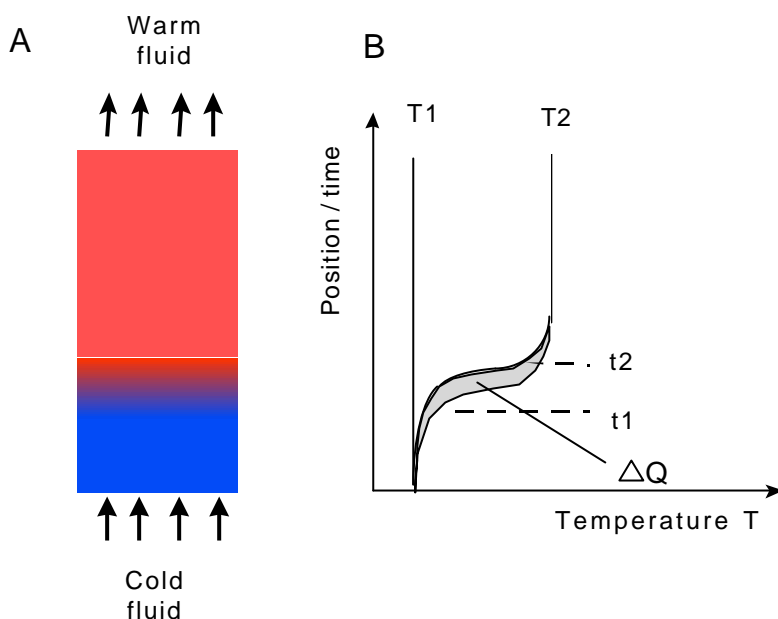 A
Warm
fluid
Cold
fluid
B
T1
T2
Position / time
t2
t1
△Q
Temperature T